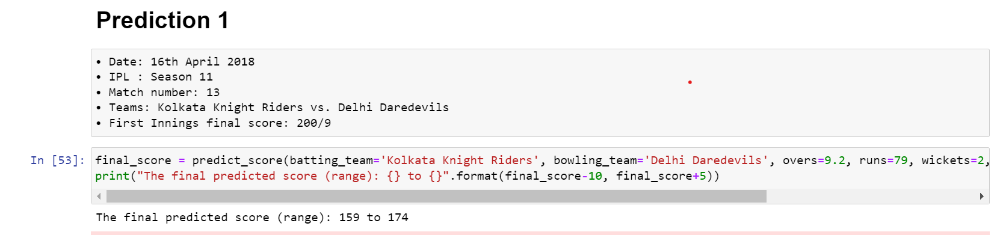 Prediction 1
• Date: 16th April 2018
• IPL : Season 11
• Match number: 13
• Teams: Kolkata Knight Riders vs. Delhi Daredevils
• First Innings final score: 200/9
In [53]: final_score = predict_score(batting_team='Kolkata Knight Riders', bowling_team='Delhi Daredevils', overs=9.2, runs=79, wickets=2,
print("The final predicted score (range): {} to {}".format(final_score-10, final_score+5))
The final predicted score (range): 159 to 174